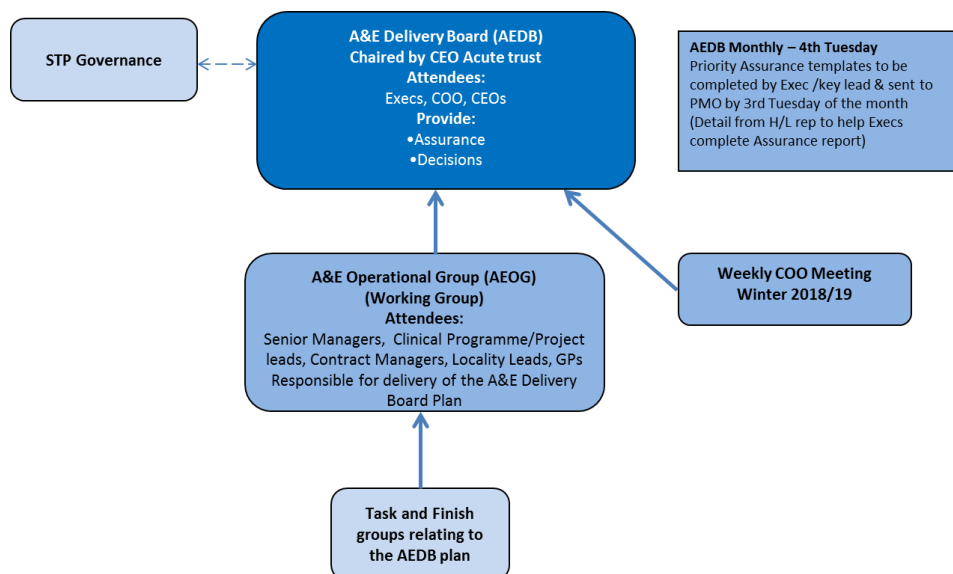 STP Governance
A&E Delivery Board (AEDB)
Chaired by CEO Acute trust
Attendees:
Execs, COO, CEOs
Provide:
•Assurance
•Decisions
AEDB Monthly – 4th Tuesday
Priority Assurance templates to be
completed by Exec /key lead & sent to
PMO by 3rd Tuesday of the month
(Detail from H/L rep to help Execs
complete Assurance report)
A&E Operational Group (AEOG)
(Working Group)
Attendees:
Senior Managers, Clinical Programme/Project
leads, Contract Managers, Locality Leads, GPs
Responsible for delivery of the A&E Delivery
Board Plan
Weekly COO Meeting
Winter 2018/19
Task and Finish
groups relating to
the AEDB plan